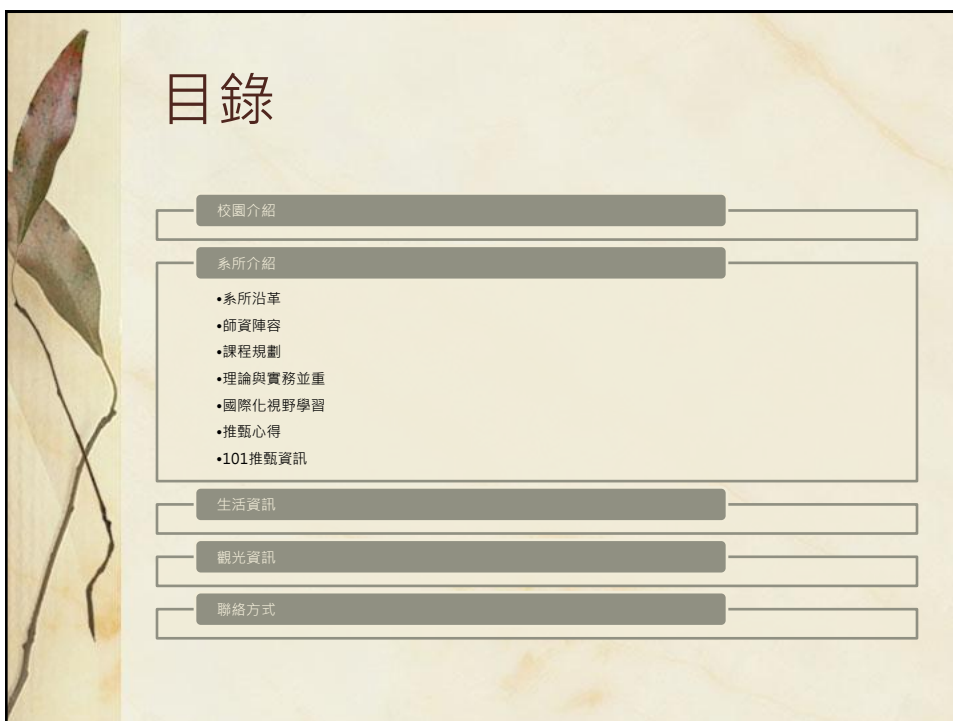 目錄
校園介紹
系所介紹
•系所沿革
•師資陣容
•課程規劃
•理論與實務並重
•國際化視野學習
•推甄心得
•101推甄資訊
生活資訊
觀光資訊
聯絡方式